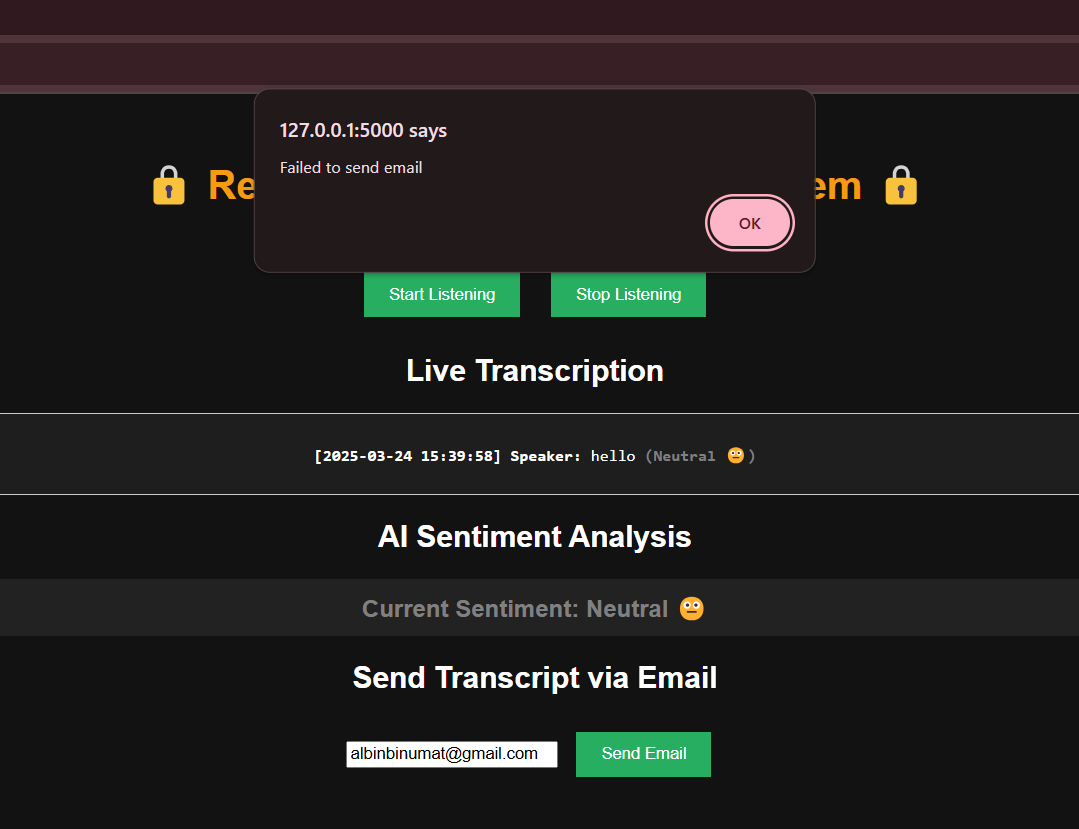 127.0.0.1:5000 says
Failed to send email
OK
Re em
Start Listening Stop Listening
Live Transcription
[2025-03-24 15:39:58] Speaker: hello (Neutral 😐)
AI Sentiment Analysis
Current Sentiment: Neutral 😐
Send Transcript via Email
albinbinumat@gmail.com Send Email